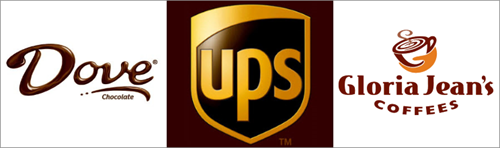 Dove®
Chocolate
ups
TM
Gloria Jean's
COFFEES